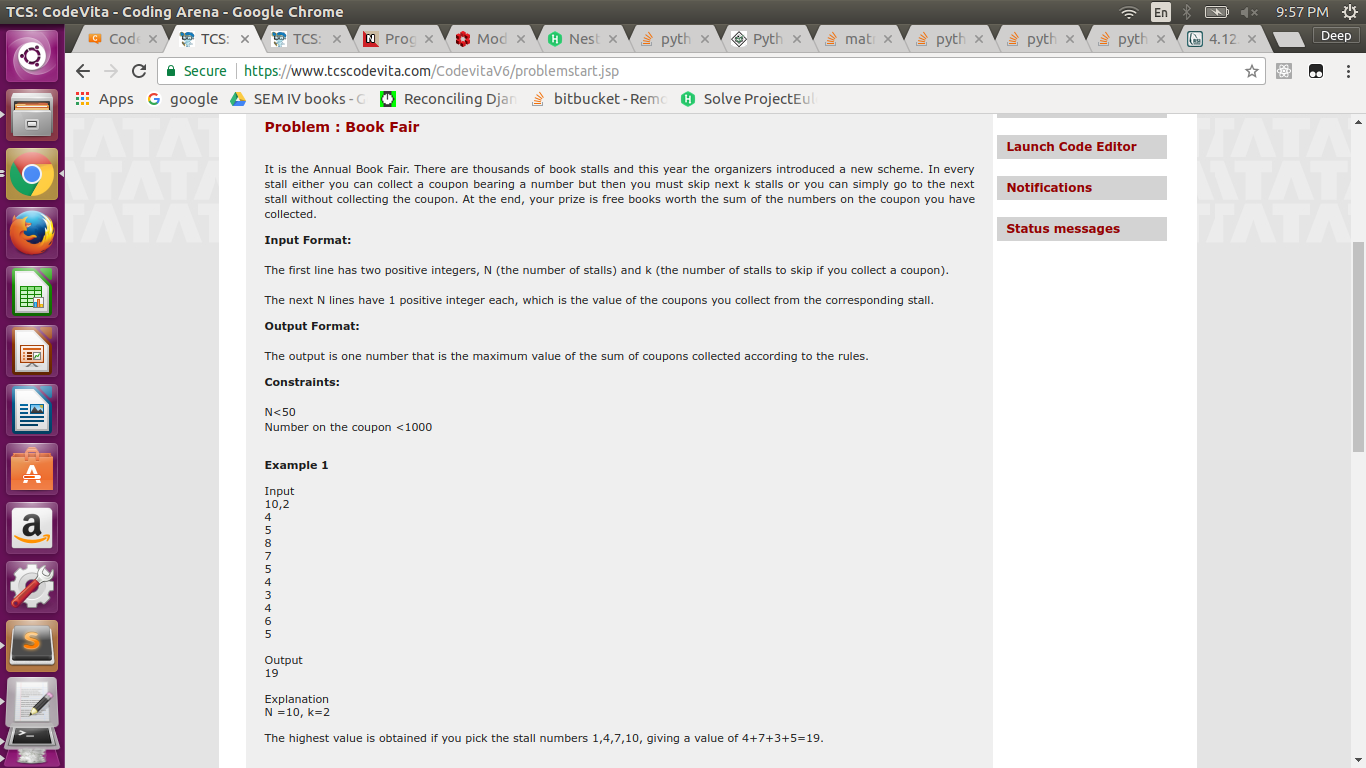 TCS: CodeVita - Coding Arena - Google Chrome
En
9:57 PM
Code
TCS:
TCS:
Prog
Mod
Nest
pyth
Pyth
matr
pyth
pyth
pyth
4.12.
Deep
Secure
https://www.tcscodevita.com/CodevitaV6/problemstart.jsp
Apps
google
SEM IV books - G
Reconciling Djan
bitbucket - Remo
Solve ProjectEul
Problem : Book Fair
It is the Annual Book Fair. There are thousands of book stalls and this year the organizers introduced a new scheme. In every
stall either you can collect a coupon bearing a number but then you must skip next k stalls or you can simply go to the next
stall without collecting the coupon. At the end, your prize is free books worth the sum of the numbers on the coupon you have
collected.
Input Format:
The first line has two positive integers, N (the number of stalls) and k (the number of stalls to skip if you collect a coupon).
The next N lines have 1 positive integer each, which is the value of the coupons you collect from the corresponding stall.
Output Format:
The output is one number that is the maximum value of the sum of coupons collected according to the rules.
Constraints:
N<50
Number on the coupon <1000
Example 1
Input
10,2
4
5
8
7
5
4
3
4
6
5
Output
19
Explanation
N =10, k=2
The highest value is obtained if you pick the stall numbers 1,4,7,10, giving a value of 4+7+3+5=19.
Launch Code Editor
Notifications
Status messages